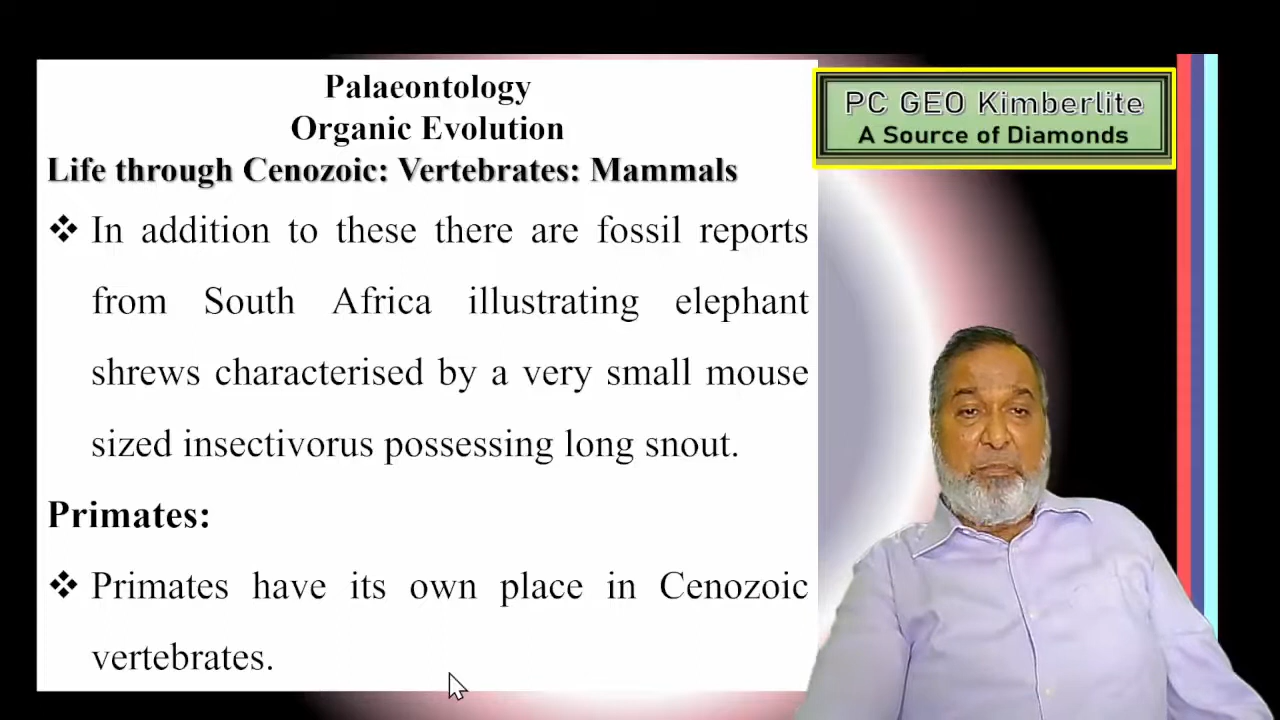 Palaeontology
Organic Evolution
Life through Cenozoic: Vertebrates: Mammals
❖ In addition to these there are fossil reports
from South Africa illustrating elephant
shrews characterised by a very small mouse
sized insectivorus possessing long snout.
Primates:
❖ Primates have its own place in Cenozoic
vertebrates.
PC GEO Kimberlite
A Source of Diamonds